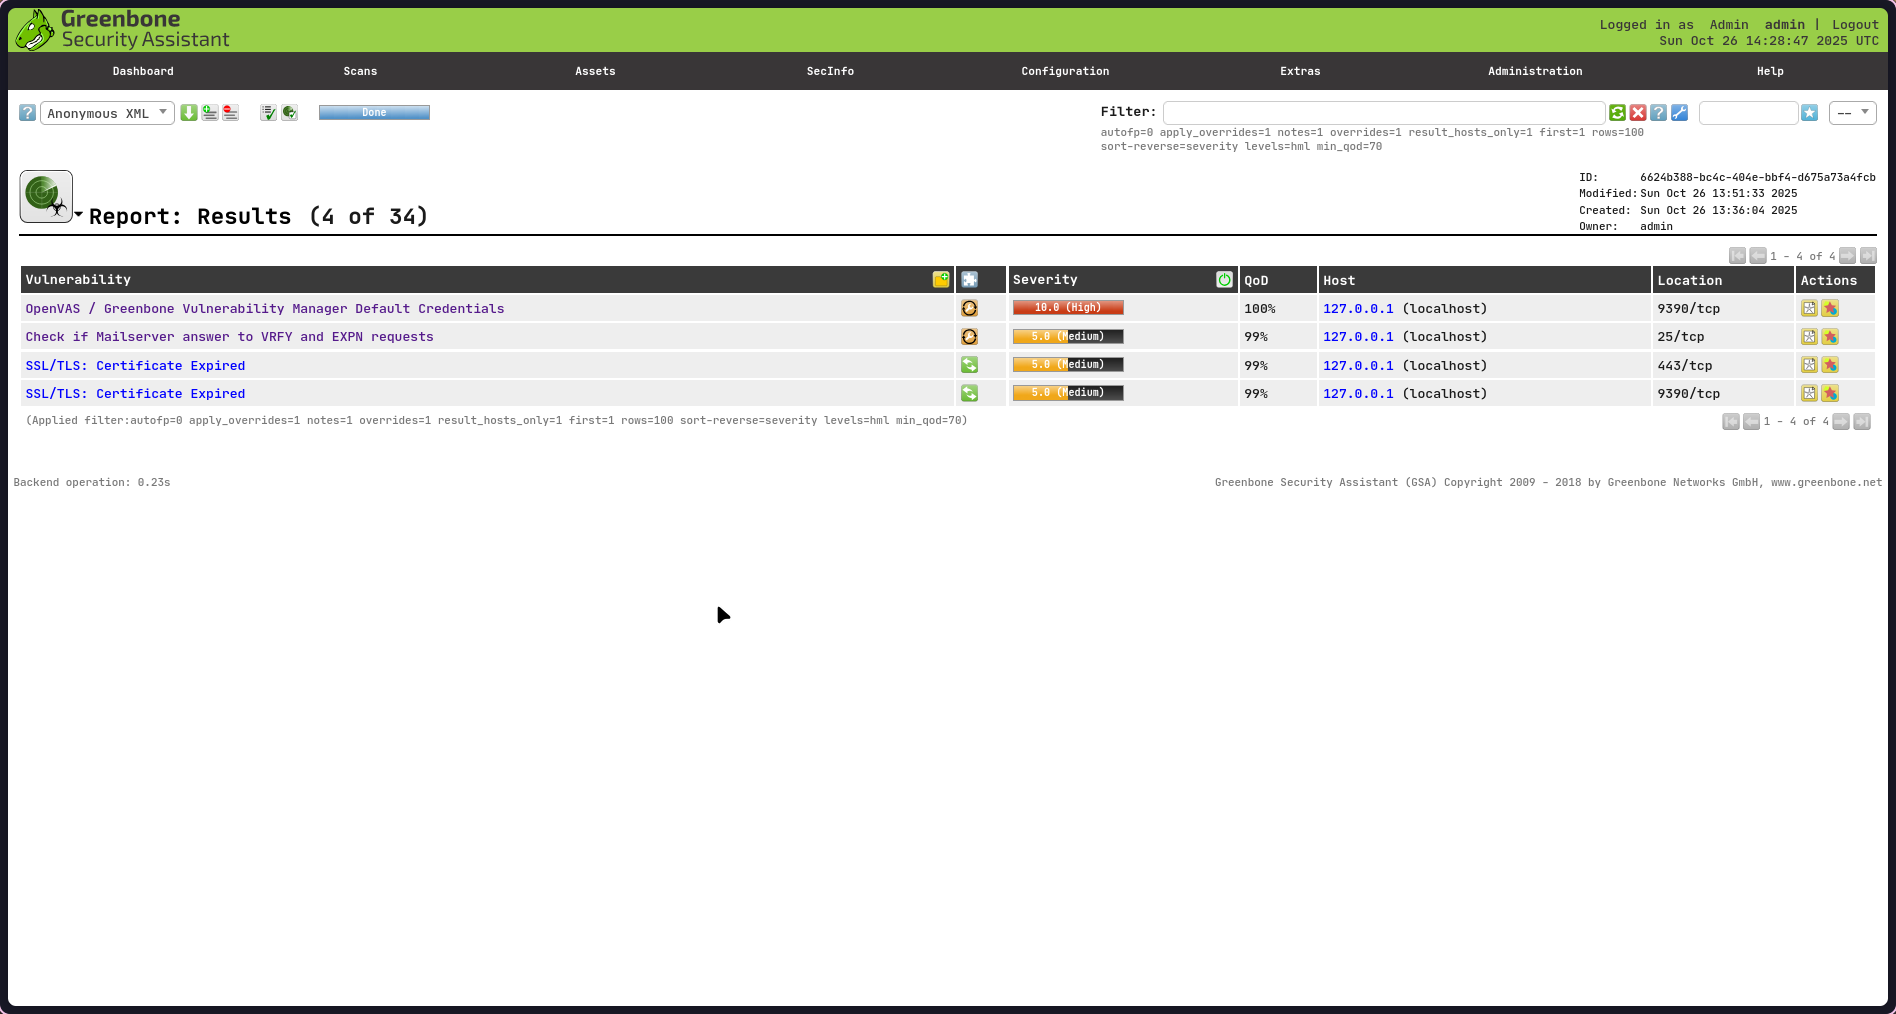 Greenbone
Security Assistant
Logged in as Admin admin | Logout
Sun Oct 26 14:28:47 2025 UTC
Dashboard Scans Assets SecInfo Configuration Extras Administration Help
? Anonymous XML Done
Filter: ? --
autofp=0 apply_overrides=1 notes=1 overrides=1 result_hosts_only=1 first=1 rows=100
sort-reverse=severity levels=hml min_qod=70
ID: 6624b388-bc4c-404e-bbf4-d675a73a4fcb
Modified: Sun Oct 26 13:51:33 2025
Created: Sun Oct 26 13:36:04 2025
Owner: admin
Report: Results (4 of 34)
1 - 4 of 4
Vulnerability Severity QoD Host Location Actions
OpenVAS / Greenbone Vulnerability Manager Default Credentials 10.0 (High) 100% 127.0.0.1 (localhost) 9390/tcp
Check if Mailserver answer to VRFY and EXPN requests 5.0 (Medium) 99% 127.0.0.1 (localhost) 25/tcp
SSL/TLS: Certificate Expired 5.0 (Medium) 99% 127.0.0.1 (localhost) 443/tcp
SSL/TLS: Certificate Expired 5.0 (Medium) 99% 127.0.0.1 (localhost) 9390/tcp
(Applied filter:autofp=0 apply_overrides=1 notes=1 overrides=1 result_hosts_only=1 first=1 rows=100 sort-reverse=severity levels=hml min_qod=70) 1 - 4 of 4
Backend operation: 0.23s Greenbone Security Assistant (GSA) Copyright 2009 - 2018 by Greenbone Networks GmbH, www.greenbone.net